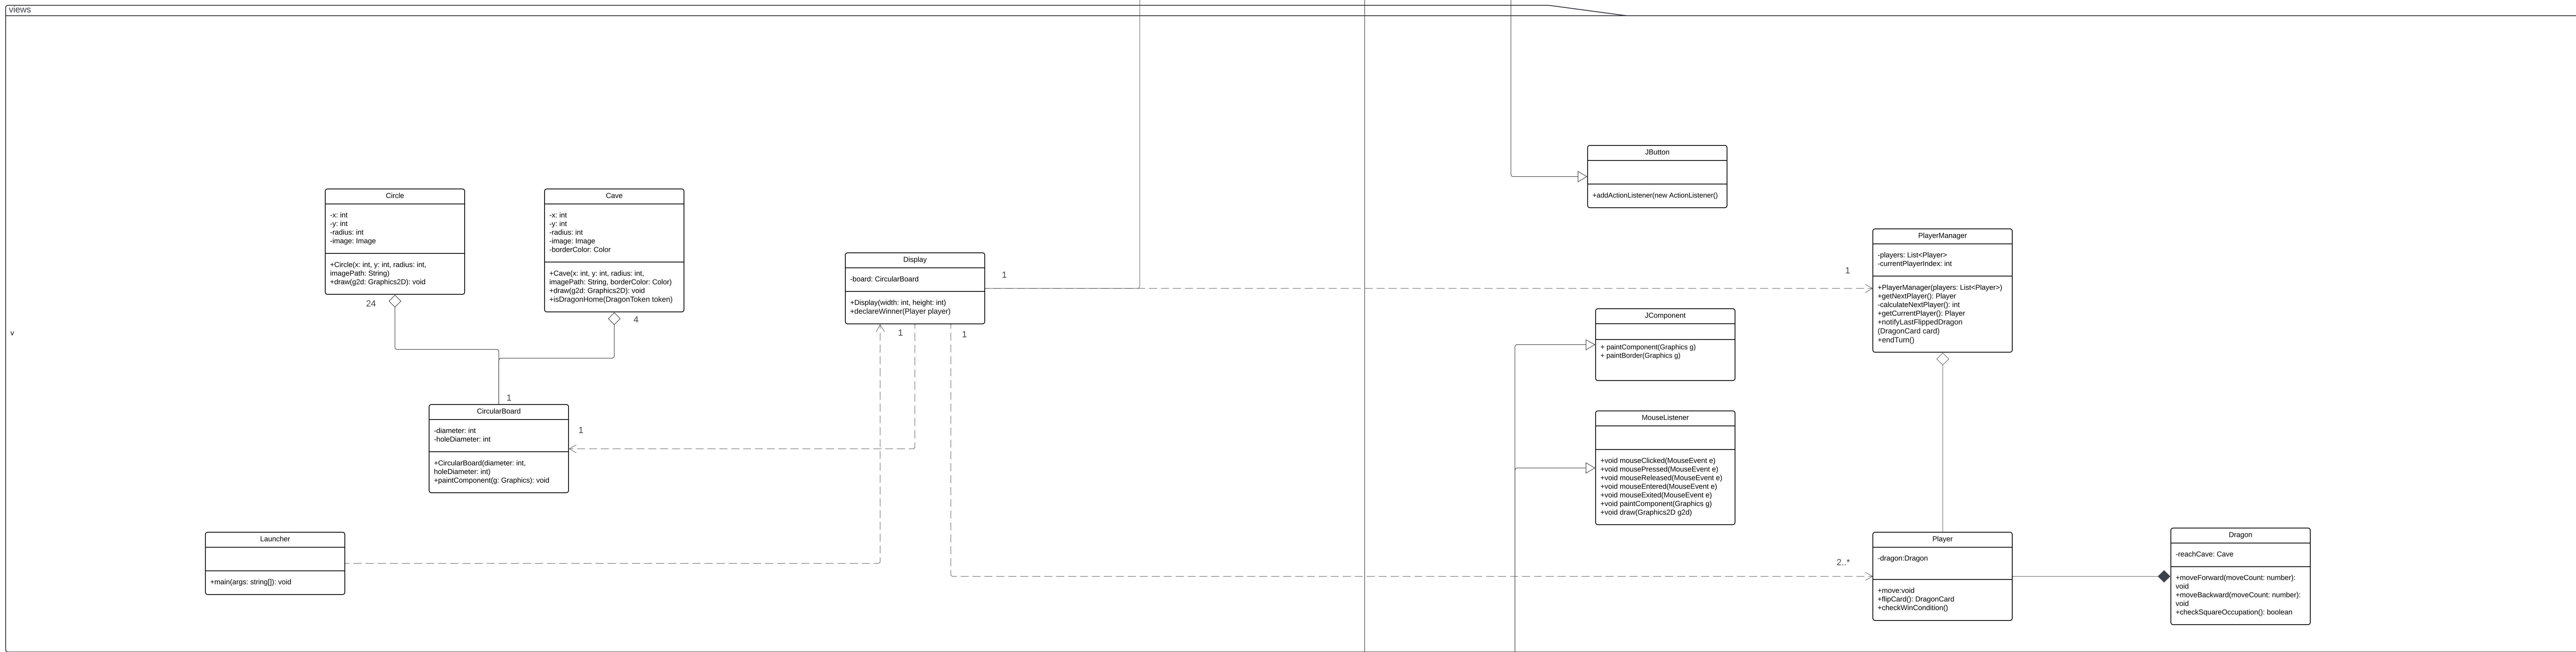 views
JButton
+addActionListener(new ActionListener()
Circle
-x: int
-y: int
-radius: int
-image: Image
+Circle(x: int, y: int, radius: int,
imagePath: String)
+draw(g2d: Graphics2D): void
24
Cave
-x: int
-y: int
-radius: int
-image: Image
-borderColor: Color
+Cave(x: int, y: int, radius: int,
imagePath: String, borderColor: Color)
+draw(g2d: Graphics2D): void
+isDragonHome(DragonToken token)
4
Display
-board: CircularBoard
+Display(width: int, height: int)
+declareWinner(Player player)
1
1
1
1
PlayerManager
-players: List<Player>
-currentPlayerIndex: int
+PlayerManager(players: List<Player>)
+getNextPlayer(): Player
-calculateNextPlayer(): int
+getCurrentPlayer(): Player
+notifyLastFlippedDragon
(DragonCard card)
+endTurn()
JComponent
+ paintComponent(Graphics g)
+ paintBorder(Graphics g)
v
1
CircularBoard
-diameter: int
-holeDiameter: int
+CircularBoard(diameter: int,
holeDiameter: int)
+paintComponent(g: Graphics): void
1
MouseListener
+void mouseClicked(MouseEvent e)
+void mousePressed(MouseEvent e)
+void mouseReleased(MouseEvent e)
+void mouseEntered(MouseEvent e)
+void mouseExited(MouseEvent e)
+void paintComponent(Graphics g)
+void draw(Graphics2D g2d)
Launcher
+main(args: string[]): void
2..*
Player
-dragon:Dragon
+move:void
+flipCard(): DragonCard
+checkWinCondition()
Dragon
-reachCave: Cave
+moveForward(moveCount: number):
void
+moveBackward(moveCount: number):
void
+checkSquareOccupation(): boolean